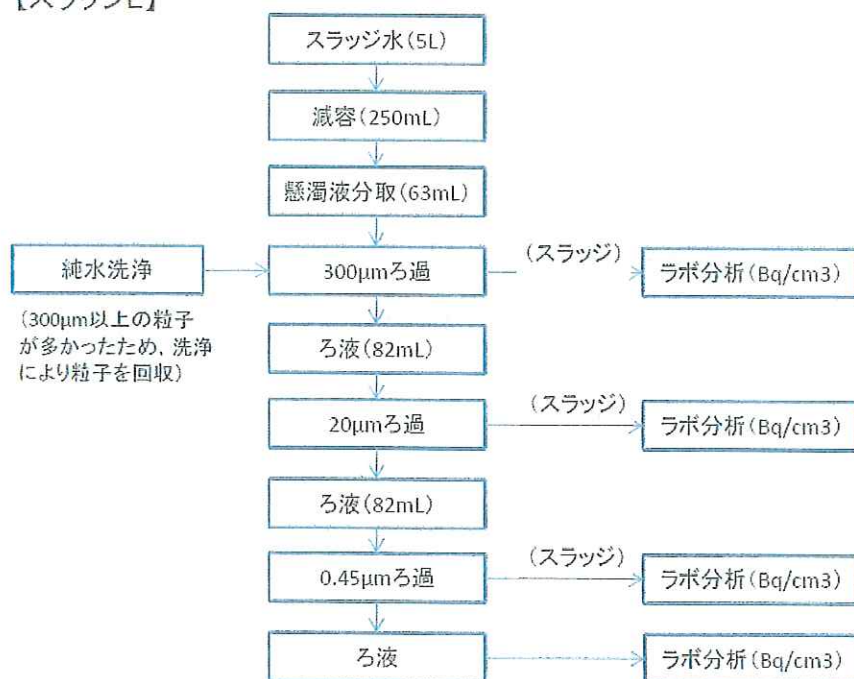 スラッジ水(5L)
減容(250mL)
懸濁液分取(63mL)
純水洗浄
300μmろ過
(スラッジ)
ラボ分析(Bq/cm3)
(300μm以上の粒子
が多かったため, 洗浄
により粒子を回収)
ろ液(82mL)
20μmろ過
(スラッジ)
ラボ分析(Bq/cm3)
ろ液(82mL)
0.45μmろ過
(スラッジ)
ラボ分析(Bq/cm3)
ろ液
ラボ分析(Bq/cm3)